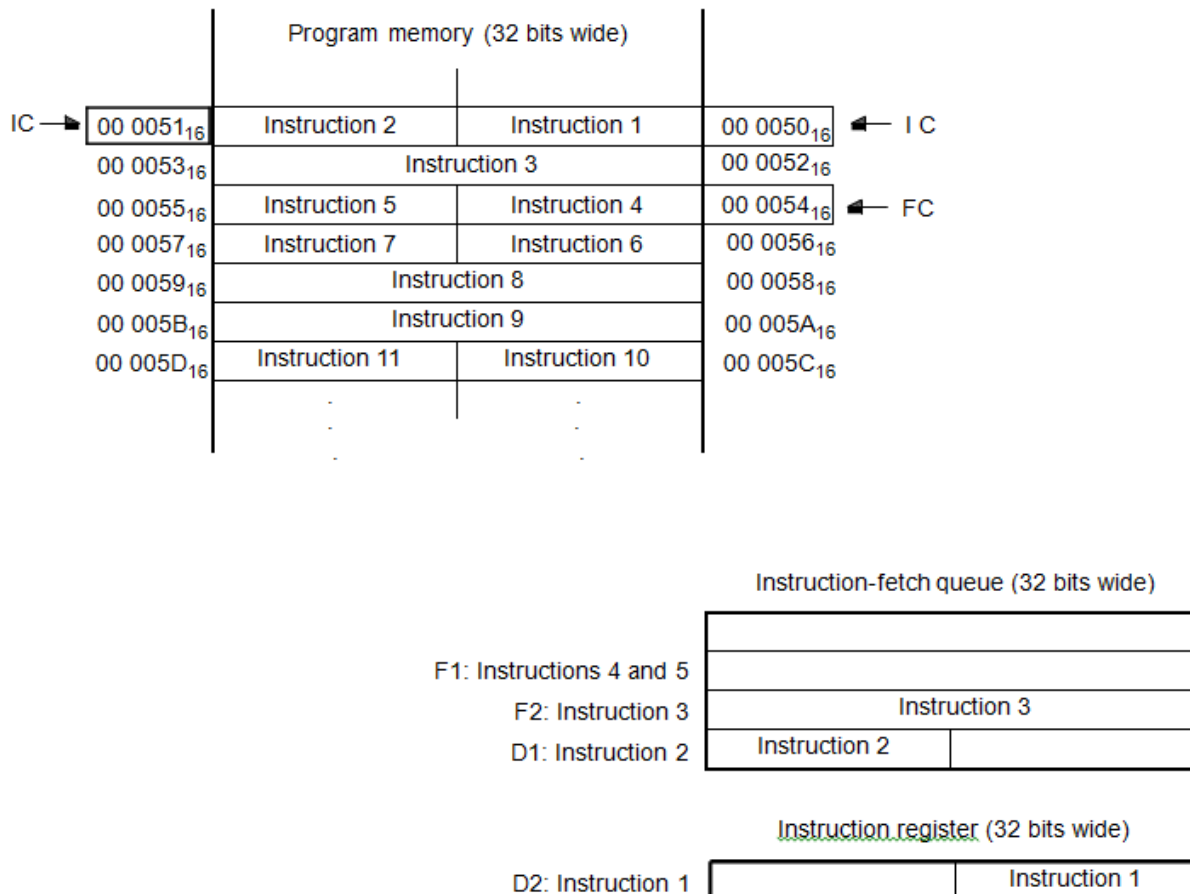 Program memory (32 bits wide)
IC 00 0051₁₆ Instruction 2 Instruction 1 00 0050₁₆ I C
00 0053₁₆ Instruction 3 00 0052₁₆
00 0055₁₆ Instruction 5 Instruction 4 00 0054₁₆ FC
00 0057₁₆ Instruction 7 Instruction 6 00 0056₁₆
00 0059₁₆ Instruction 8 00 0058₁₆
00 005B₁₆ Instruction 9 00 005A₁₆
00 005D₁₆ Instruction 11 Instruction 10 00 005C₁₆
Instruction-fetch queue (32 bits wide)
F1: Instructions 4 and 5
F2: Instruction 3 Instruction 3
D1: Instruction 2 Instruction 2
Instruction register (32 bits wide)
D2: Instruction 1 Instruction 1